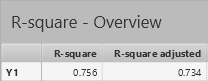 R-square - Overview
R-square R-square adjusted
Y1 0.756 0.734